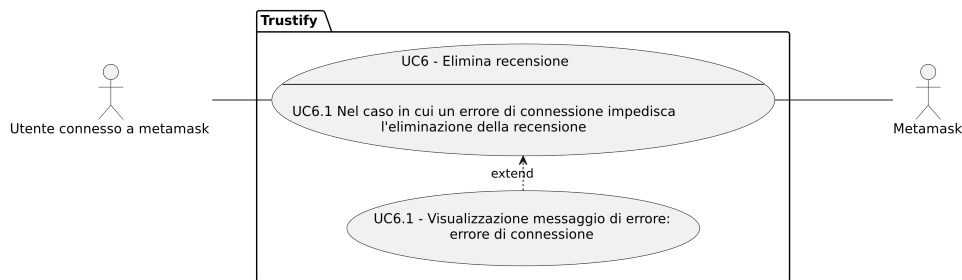 Trustify
UC6 - Elimina recensione
UC6.1 Nel caso in cui un errore di connessione impedisca
l'eliminazione della recensione
Utente connesso a metamask
Metamask
extend
UC6.1 - Visualizzazione messaggio di errore:
errore di connessione